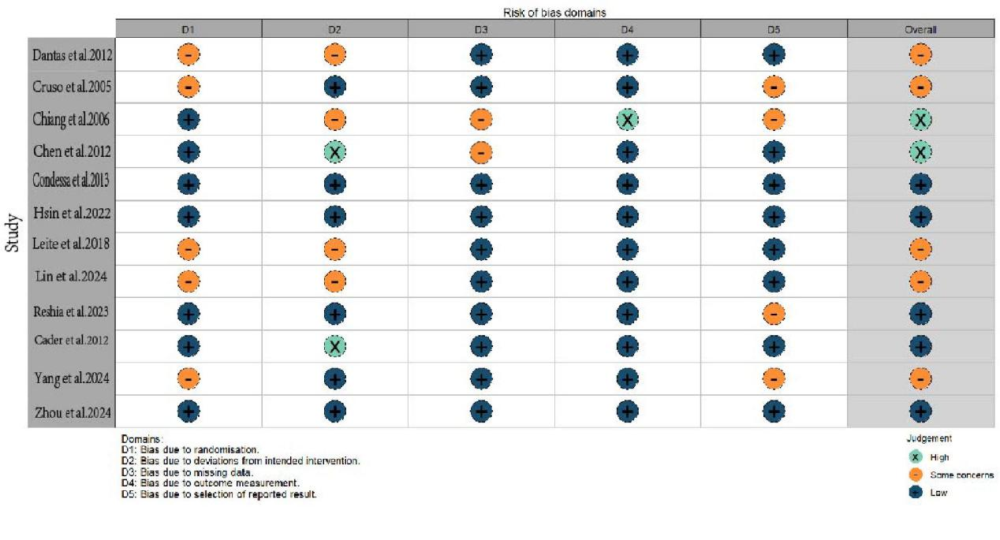 Risk of bias domains
D1 D2 D3 D4 D5 Overall
Study
Dantas et al.2012 - - + + + -
Cruso et al.2005 - + + + - -
Chiang et al.2006 + - - X - X
Chen et al.2012 + X - + + X
Condessa et al.2013 + + + + + +
Hsin et al.2022 + + + + + +
Leite et al.2018 - - + + + -
Lin et al.2024 - - + + + -
Reshia et al.2023 + + + + - +
Cader et al.2012 + X + + + +
Yang et al.2024 - + + + - -
Zhou et al.2024 + + + + + +
Domains:
D1: Bias due to randomisation.
D2: Bias due to deviations from intended intervention.
D3: Bias due to missing data.
D4: Bias due to outcome measurement.
D5: Bias due to selection of reported result.
Judgement
X High
- Some concerns
+ Low